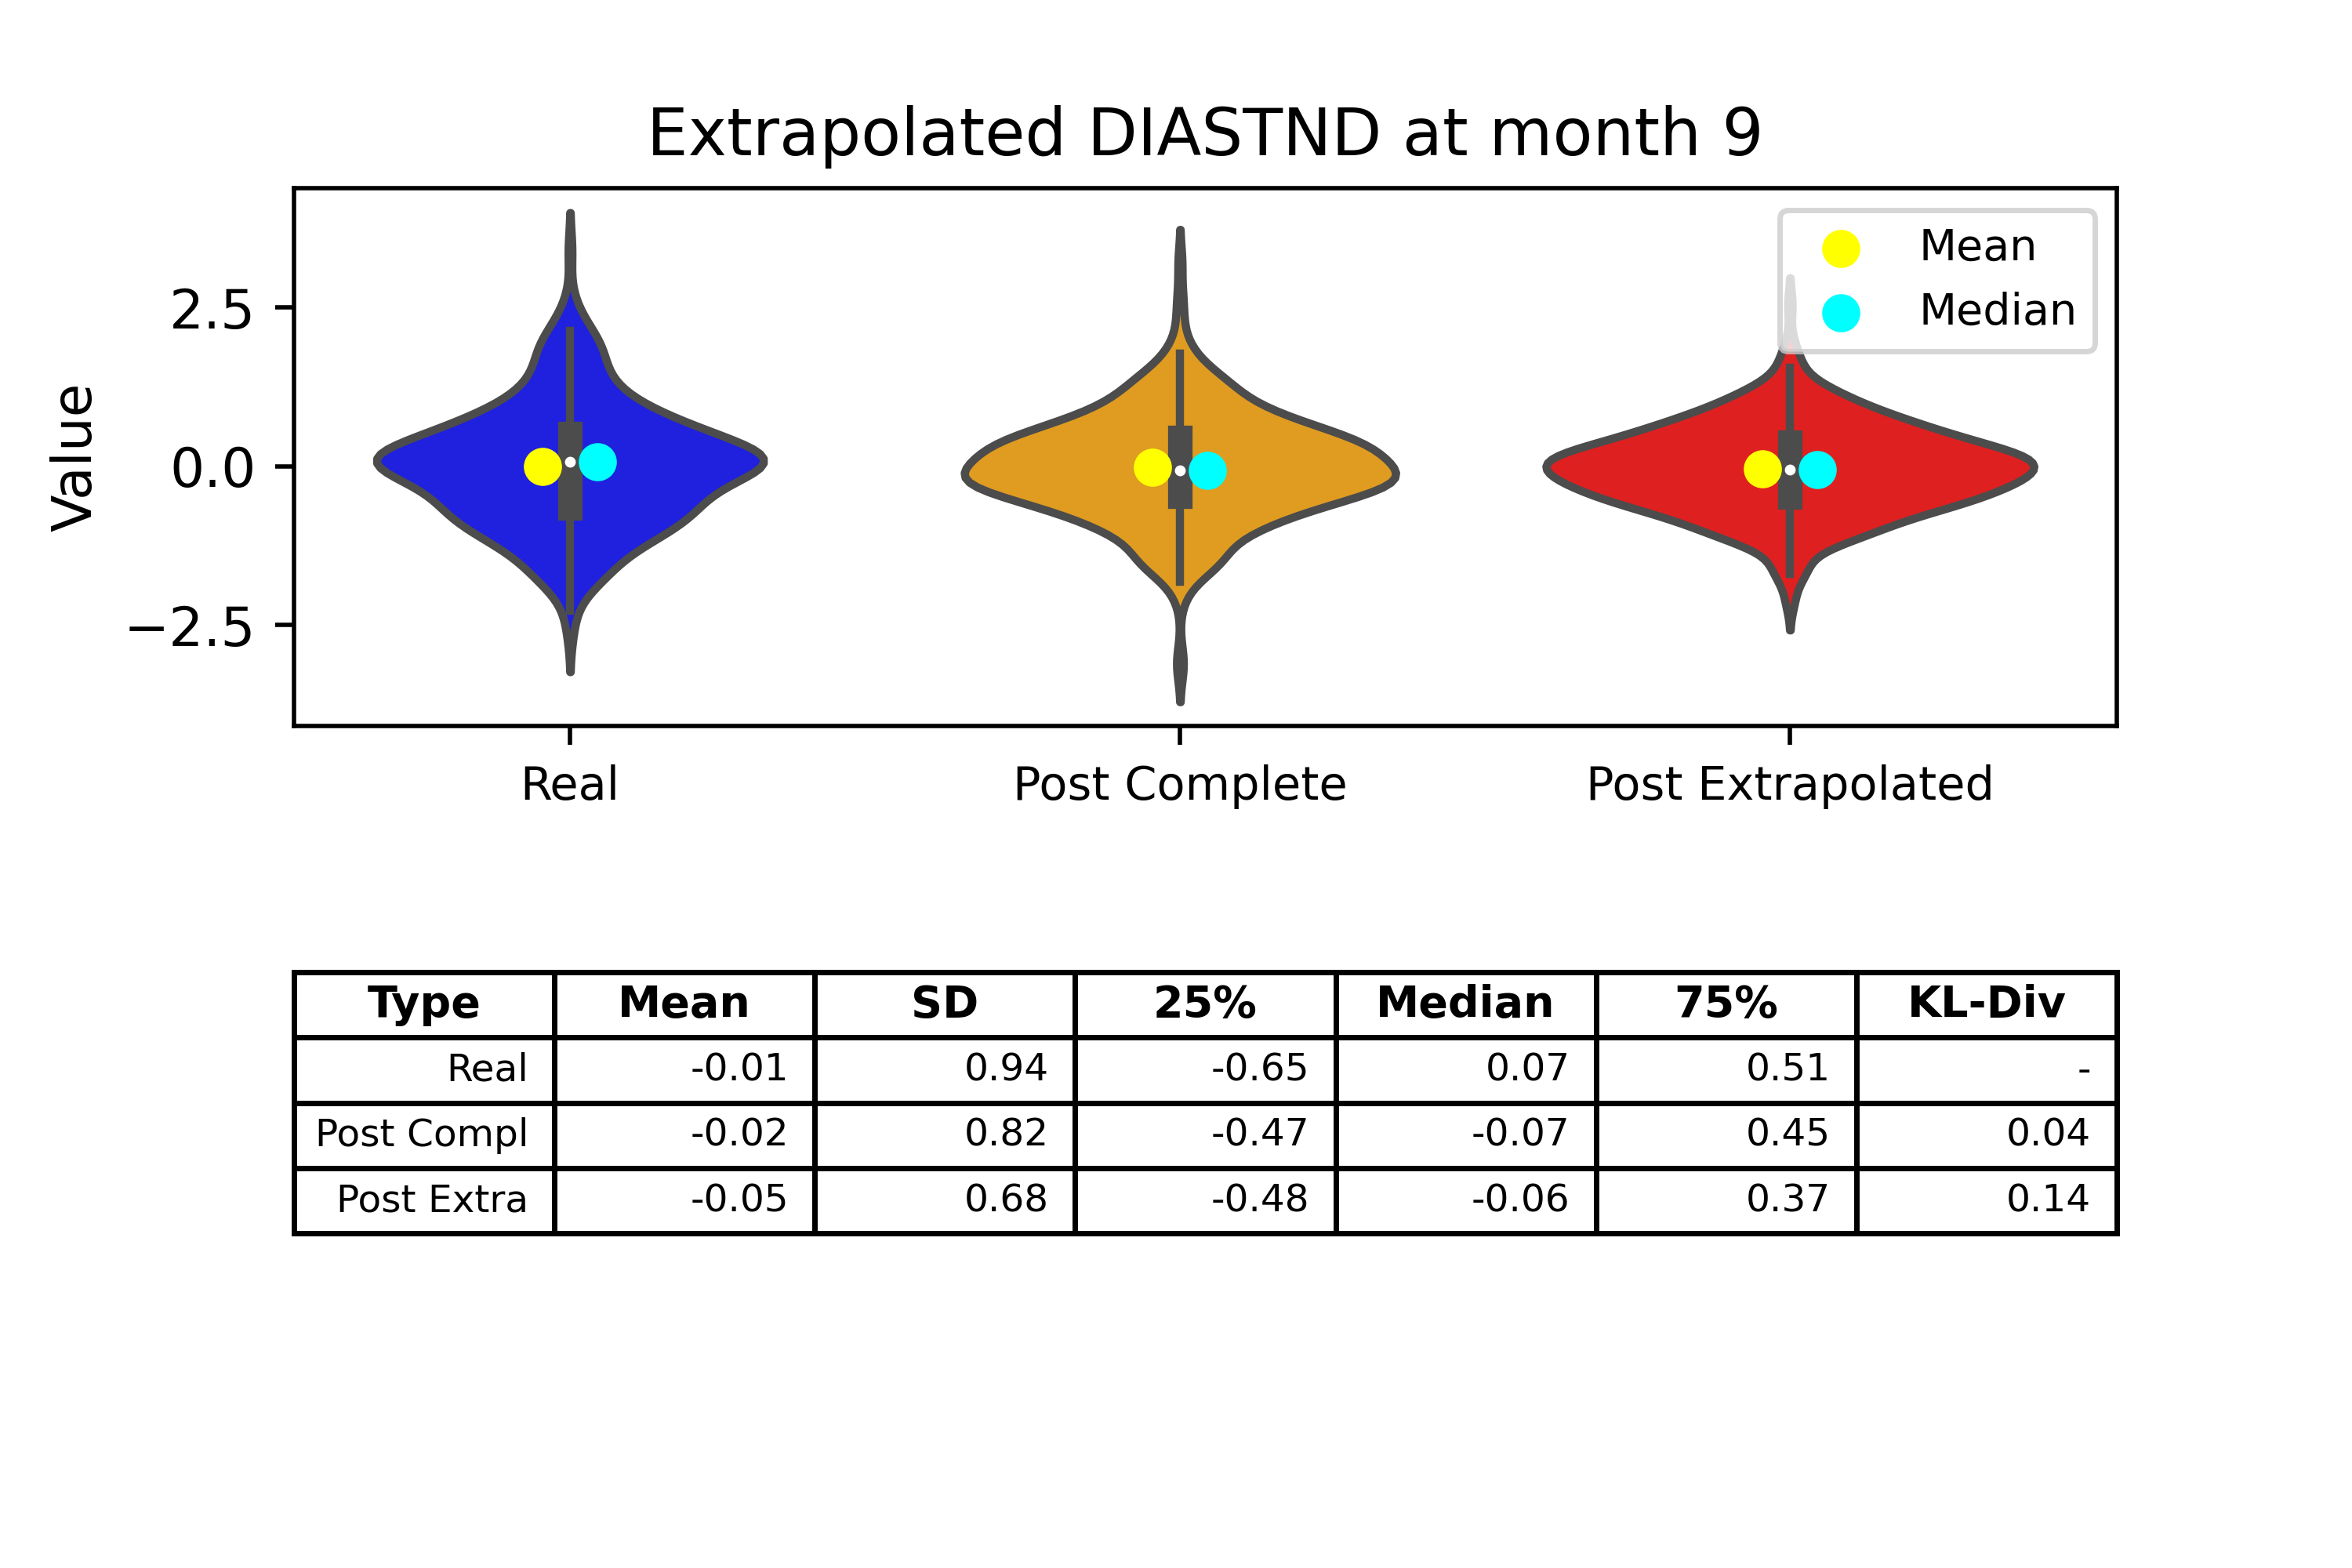 Extrapolated DIASTND at month 9
Value
2.5
0.0
−2.5
Mean
Median
Real Post Complete Post Extrapolated
Type Mean SD 25% Median 75% KL-Div
Real -0.01 0.94 -0.65 0.07 0.51 -
Post Compl -0.02 0.82 -0.47 -0.07 0.45 0.04
Post Extra -0.05 0.68 -0.48 -0.06 0.37 0.14